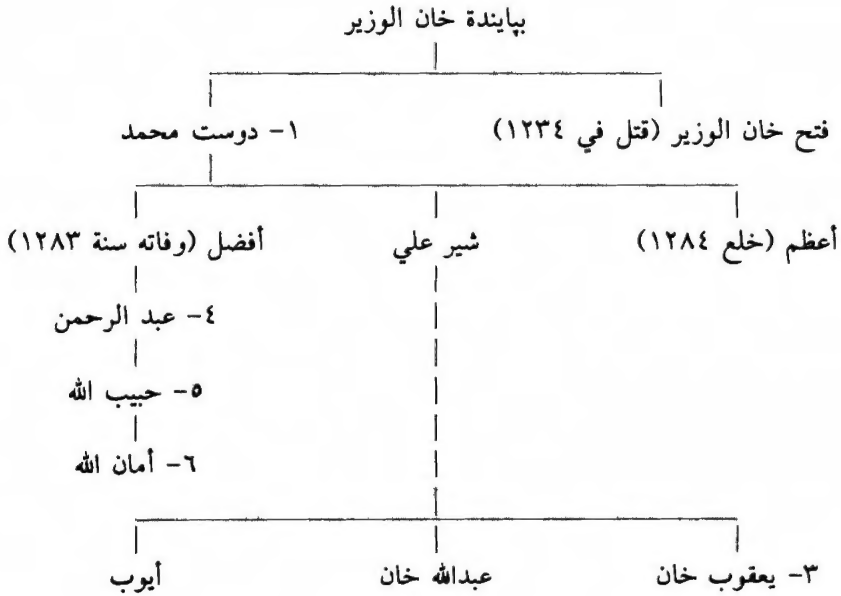 بپايندة خان الوزير
فتح خان الوزير (قتل في ١٢٣٤) ١- دوست محمد
أعظم (خلع ١٢٨٤) شير علي أفضل (وفاته سنة ١٢٨٣)
٤- عبد الرحمن
٥- حبيب الله
٦- أمان الله
٣- يعقوب خان عبدالله خان أيوب